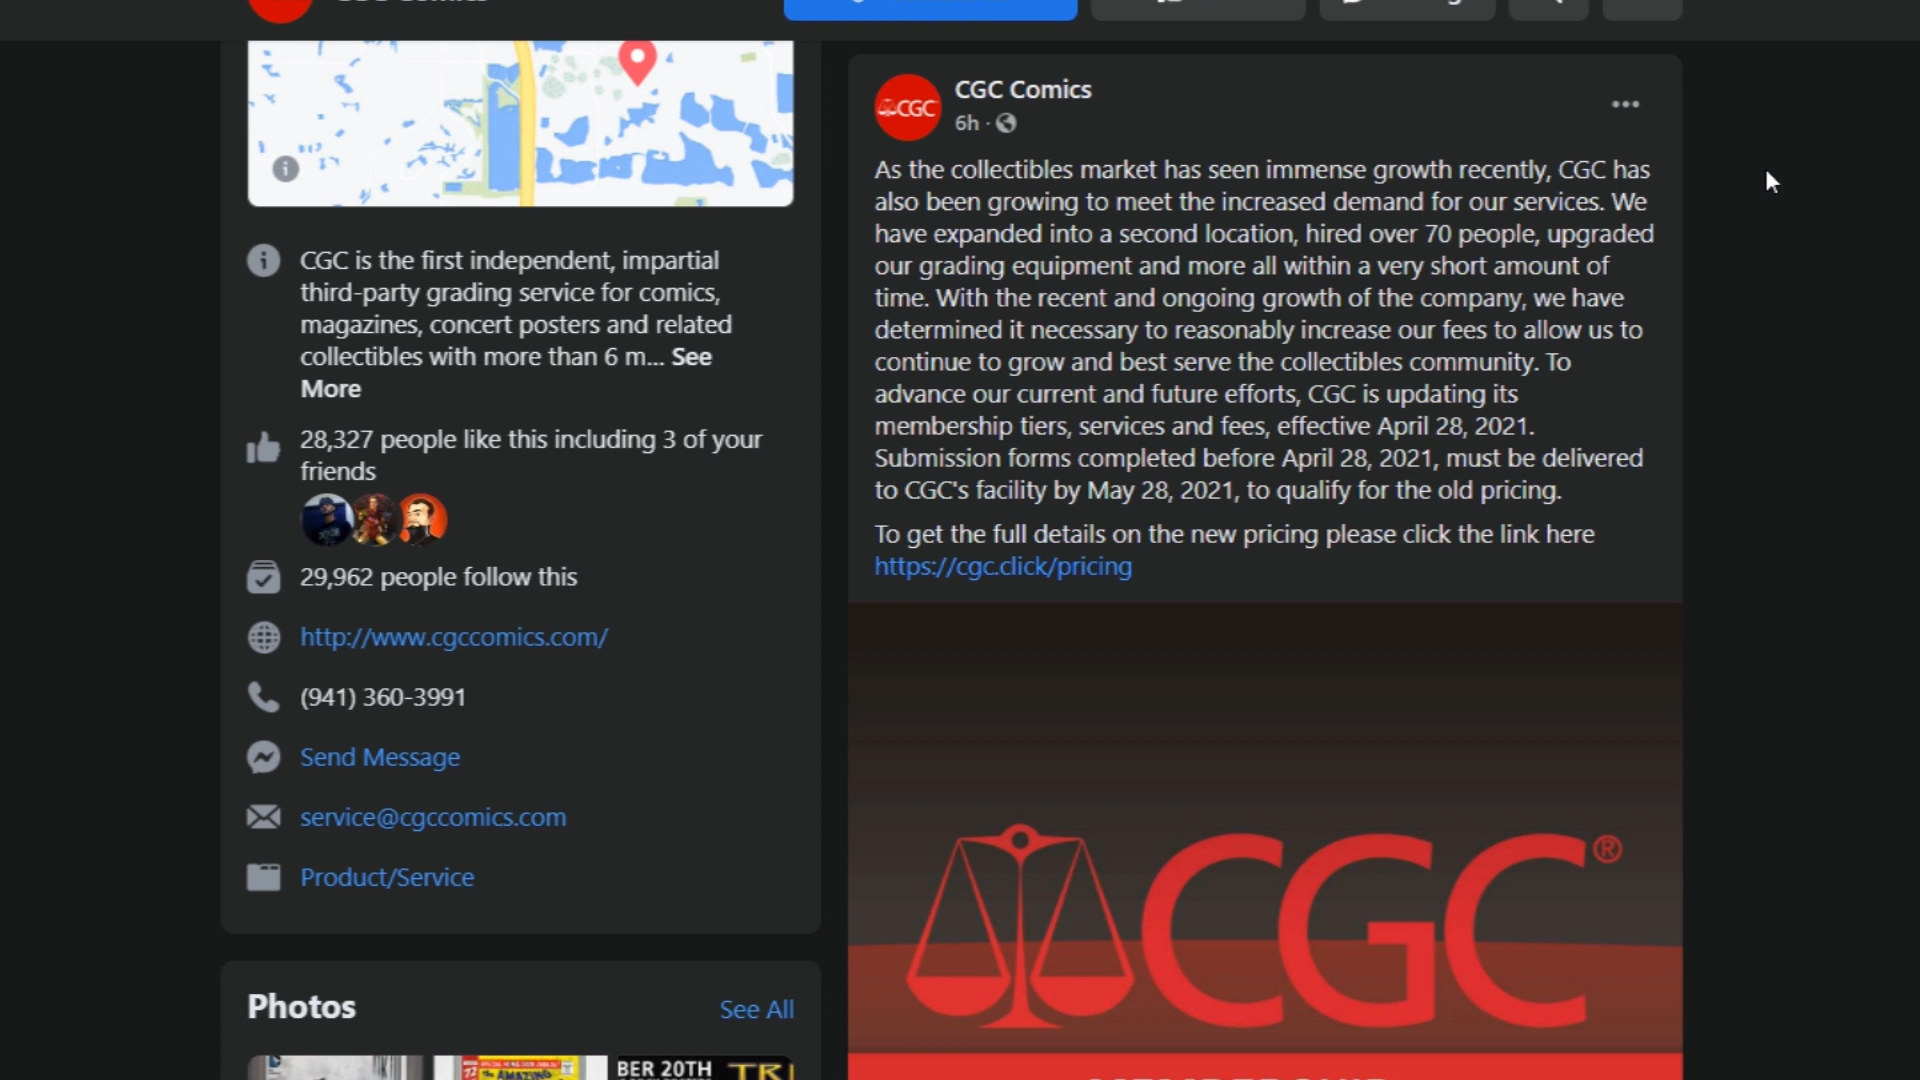 CGC is the first independent, impartial
third-party grading service for comics,
magazines, concert posters and related
collectibles with more than 6 m... See
More
28,327 people like this including 3 of your
friends
29,962 people follow this
http://www.cgccomics.com/
(941) 360-3991
Send Message
service@cgccomics.com
Product/Service
Photos
See All
BER 20TH
AMAZING
CGC
CGC Comics
6h ·
As the collectibles market has seen immense growth recently, CGC has
also been growing to meet the increased demand for our services. We
have expanded into a second location, hired over 70 people, upgraded
our grading equipment and more all within a very short amount of
time. With the recent and ongoing growth of the company, we have
determined it necessary to reasonably increase our fees to allow us to
continue to grow and best serve the collectibles community. To
advance our current and future efforts, CGC is updating its
membership tiers, services and fees, effective April 28, 2021.
Submission forms completed before April 28, 2021, must be delivered
to CGC's facility by May 28, 2021, to qualify for the old pricing.
To get the full details on the new pricing please click the link here
https://cgc.click/pricing
CGC®